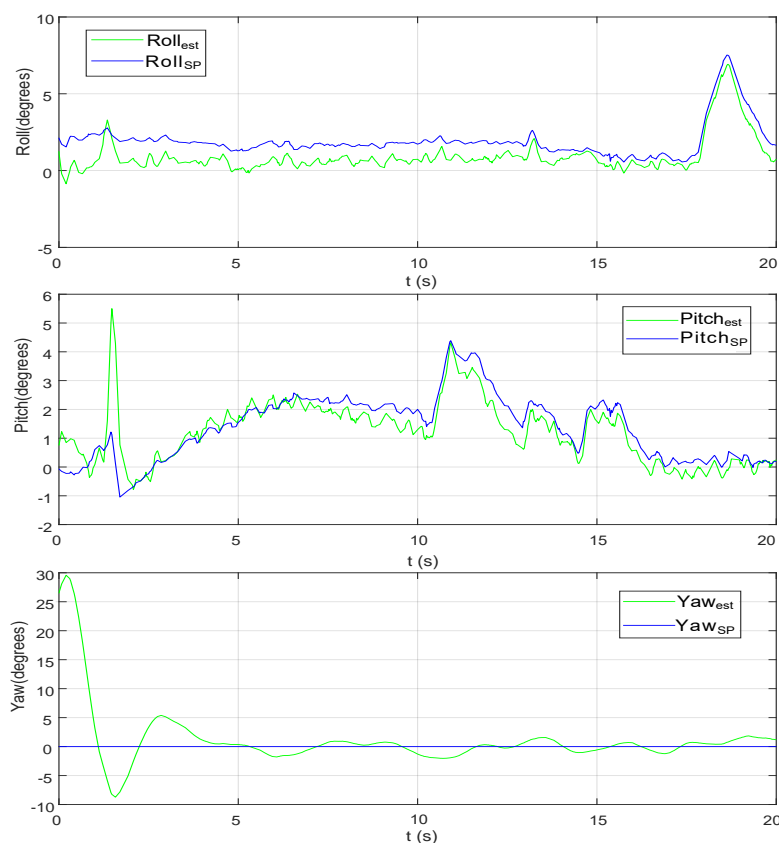 10
Roll_est
Roll_SP
5
Roll(degrees)
0
-5
0 5 10 15 20
t (s)
6
Pitch_est
5
Pitch_SP
4
3
Pitch(degrees)
2
1
0
-1
-2
0 5 10 15 20
t (s)
30
Yaw_est
25
Yaw_SP
20
15
Yaw(degrees)
10
5
0
-5
-10
0 5 10 15 20
t (s)